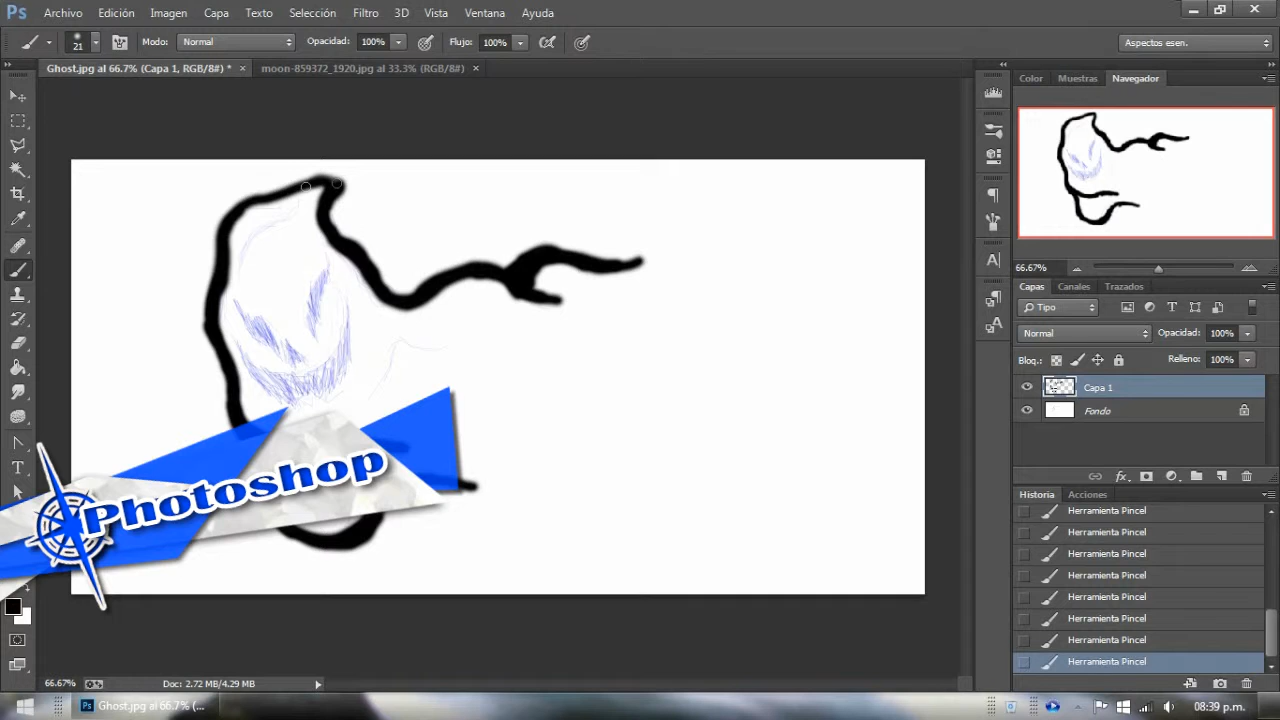 Ps Archivo Edición Imagen Capa Texto Selección Filtro 3D Vista Ventana Ayuda
21 Modo: Normal Opacidad: 100% Flujo: 100% Aspectos esen.
Ghost.jpg al 66.7% (Capa 1, RGB/8#) * × moon-859372_1920.jpg al 33.3% (RGB/8#) ×
Color Muestras Navegador
66.67%
Capas Canales Trazados
Tipo
Normal Opacidad: 100%
Bloq.: Relleno: 100%
Capa 1
Fondo
Photoshop
Historia Acciones
Herramienta Pincel
Herramienta Pincel
Herramienta Pincel
Herramienta Pincel
Herramienta Pincel
Herramienta Pincel
Herramienta Pincel
Herramienta Pincel
66.67% Doc: 2.72 MB/4.29 MB
Ps Ghost.jpg al 66.7% (... 08:39 p.m.